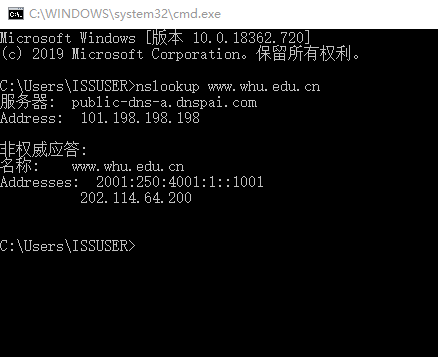 C:\WINDOWS\system32\cmd.exe
Microsoft Windows [版本 10.0.18362.720]
(c) 2019 Microsoft Corporation。保留所有权利。
C:\Users\ISSUSER>nslookup www.whu.edu.cn
服务器:  public-dns-a.dnspai.com
Address:  101.198.198.198
非权威应答:
名称:    www.whu.edu.cn
Addresses:  2001:250:4001:1::1001
202.114.64.200
C:\Users\ISSUSER>